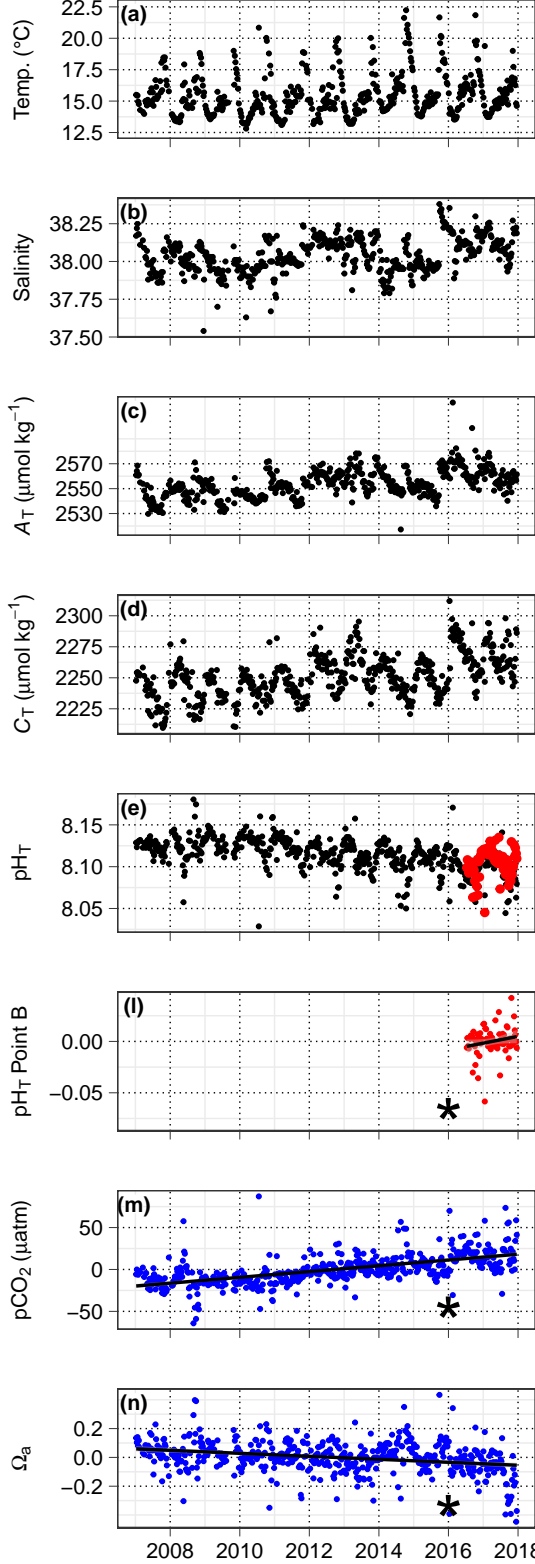 (a)
Temp. (°C)
22.5
20.0
17.5
15.0
12.5
(b)
Salinity
38.25
38.00
37.75
37.50
(c)
A_T (μmol kg⁻¹)
2570
2550
2530
(d)
C_T (μmol kg⁻¹)
2300
2275
2250
2225
(e)
pH_T
8.15
8.10
8.05
(l)
pH_T Point B
0.00
−0.05
*
(m)
pCO₂ (μatm)
50
0
−50
*
(n)
Ωₐ
0.2
0.0
−0.2
*
2008 2010 2012 2014 2016 2018